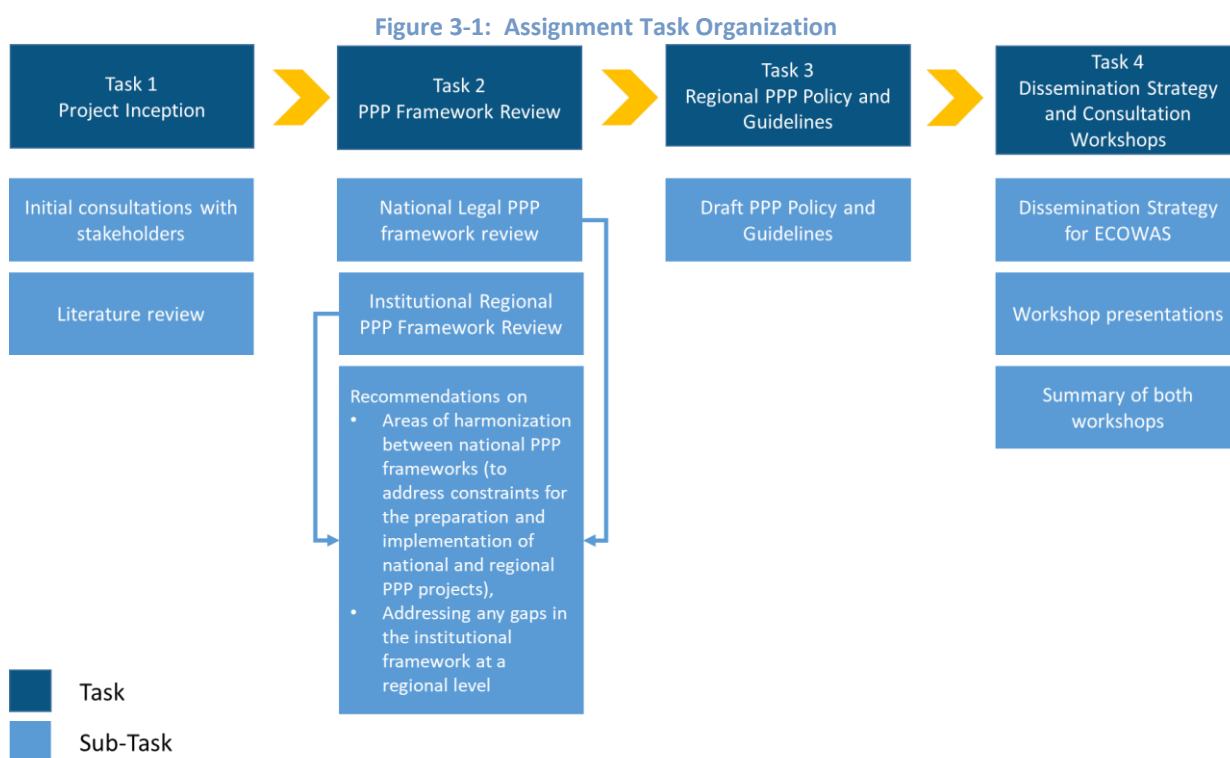 Figure 3-1:  Assignment Task Organization
Task 1
Project Inception
Task 2
PPP Framework Review
Task 3
Regional PPP Policy and
Guidelines
Task 4
Dissemination Strategy
and Consultation
Workshops
Initial consultations with
stakeholders
Literature review
National Legal PPP
framework review
Institutional Regional
PPP Framework Review
Recommendations on
• Areas of harmonization
between national PPP
frameworks (to
address constraints for
the preparation and
implementation of
national and regional
PPP projects),
• Addressing any gaps in
the institutional
framework at a
regional level
Draft PPP Policy and
Guidelines
Dissemination Strategy
for ECOWAS
Workshop presentations
Summary of both
workshops
Task
Sub-Task